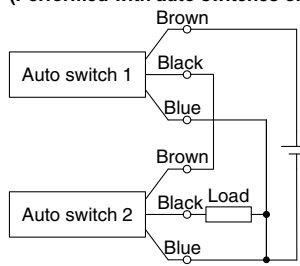 Brown
Black
Auto switch 1
Blue
Brown
Black Load
Auto switch 2
Blue